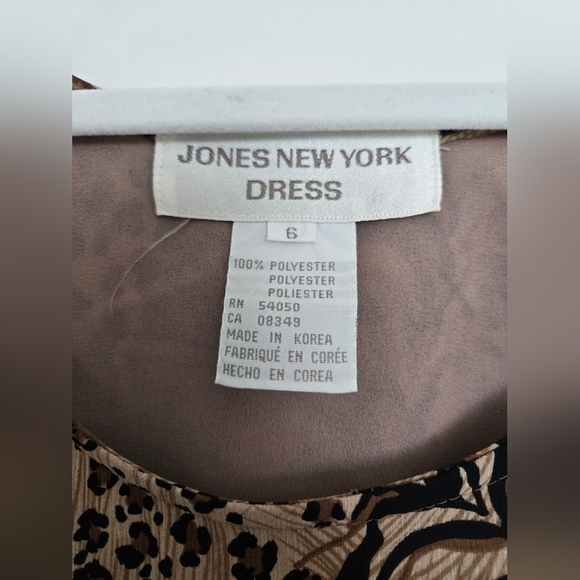 JONES NEW YORK
DRESS
6
100% POLYESTER
POLYESTER
POLIESTER
RN 54050
CA 08349
MADE IN KOREA
FABRIQUÉ EN CORÉE
HECHO EN COREA